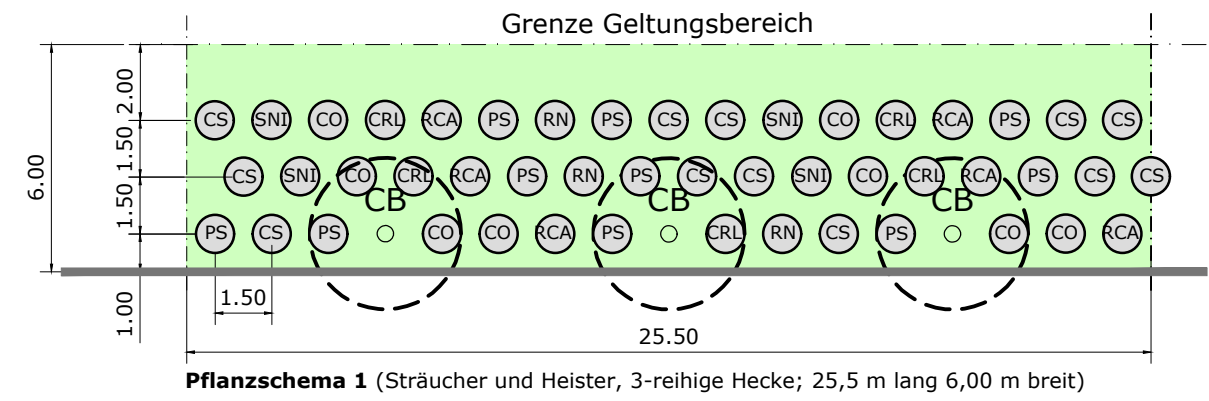 Grenze Geltungsbereich
2.00
CS SNI CO CRL RCA PS RN PS CS CS SNI CO CRL RCA PS CS CS
1.50
6.00
CS SNI CO CRL RCA PS RN PS CS CS SNI CO CRL RCA PS CS CS
CB CB CB
1.50
PS CS PS CO CO RCA PS CRL RN CS PS CO CO RCA
1.00
1.50
25.50
Pflanzschema 1 (Sträucher und Heister, 3-reihige Hecke; 25,5 m lang 6,00 m breit)